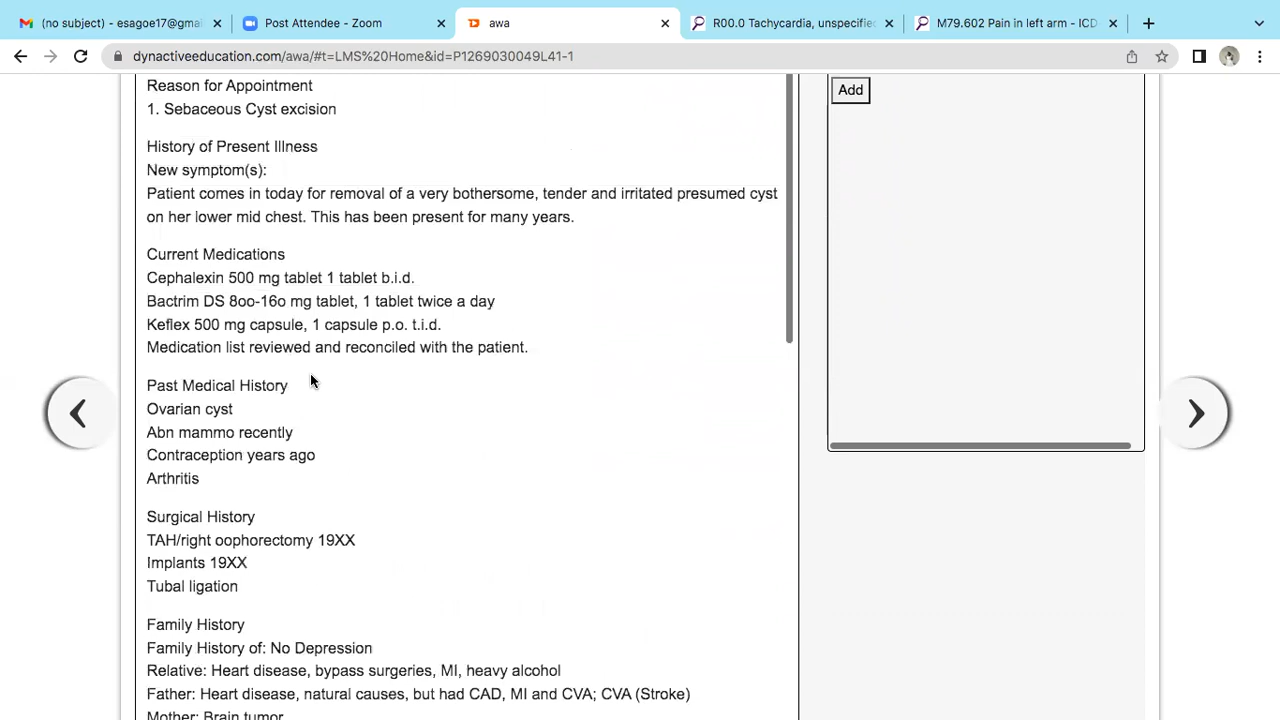 (no subject) - esagoe17@gmai
Post Attendee - Zoom
awa
R00.0 Tachycardia, unspecified
M79.602 Pain in left arm - ICD
dynactiveeducation.com/awa/#t=LMS%20Home&id=P1269030049L41-1
Reason for Appointment
Add
1. Sebaceous Cyst excision
History of Present Illness
New symptom(s):
Patient comes in today for removal of a very bothersome, tender and irritated presumed cyst
on her lower mid chest. This has been present for many years.
Current Medications
Cephalexin 500 mg tablet 1 tablet b.i.d.
Bactrim DS 8oo-16o mg tablet, 1 tablet twice a day
Keflex 500 mg capsule, 1 capsule p.o. t.i.d.
Medication list reviewed and reconciled with the patient.
Past Medical History
Ovarian cyst
Abn mammo recently
Contraception years ago
Arthritis
Surgical History
TAH/right oophorectomy 19XX
Implants 19XX
Tubal ligation
Family History
Family History of: No Depression
Relative: Heart disease, bypass surgeries, MI, heavy alcohol
Father: Heart disease, natural causes, but had CAD, MI and CVA; CVA (Stroke)
Mother: Brain tumor